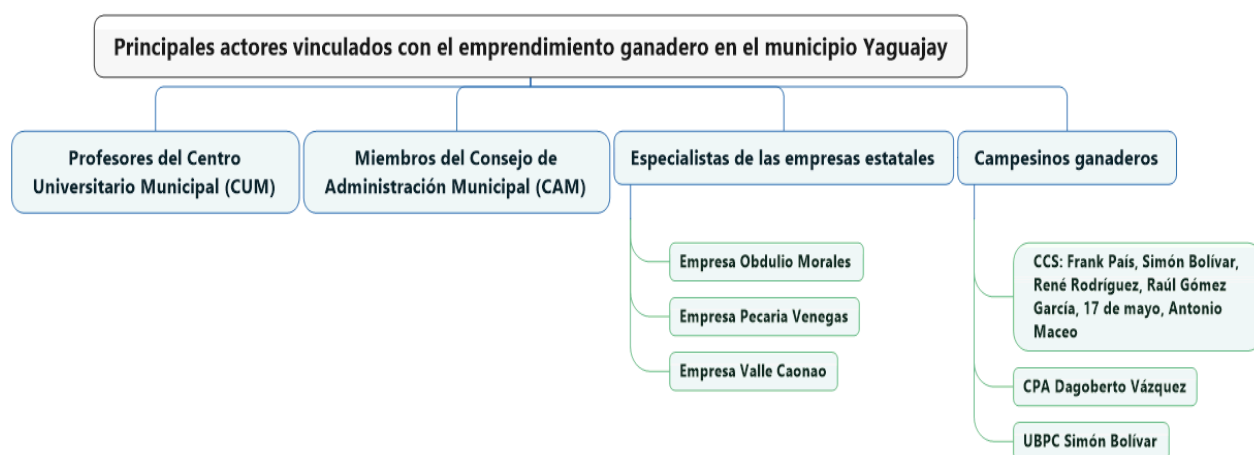 Principales actores vinculados con el emprendimiento ganadero en el municipio Yaguajay
Profesores del Centro
Universitario Municipal (CUM)
Miembros del Consejo de
Administración Municipal (CAM)
Especialistas de las empresas estatales
Empresa Obdulio Morales
Empresa Pecaria Venegas
Empresa Valle Caonao
Campesinos ganaderos
CCS: Frank País, Simón Bolívar,
René Rodríguez, Raúl Gómez
García, 17 de mayo, Antonio
Maceo
CPA Dagoberto Vázquez
UBPC Simón Bolívar